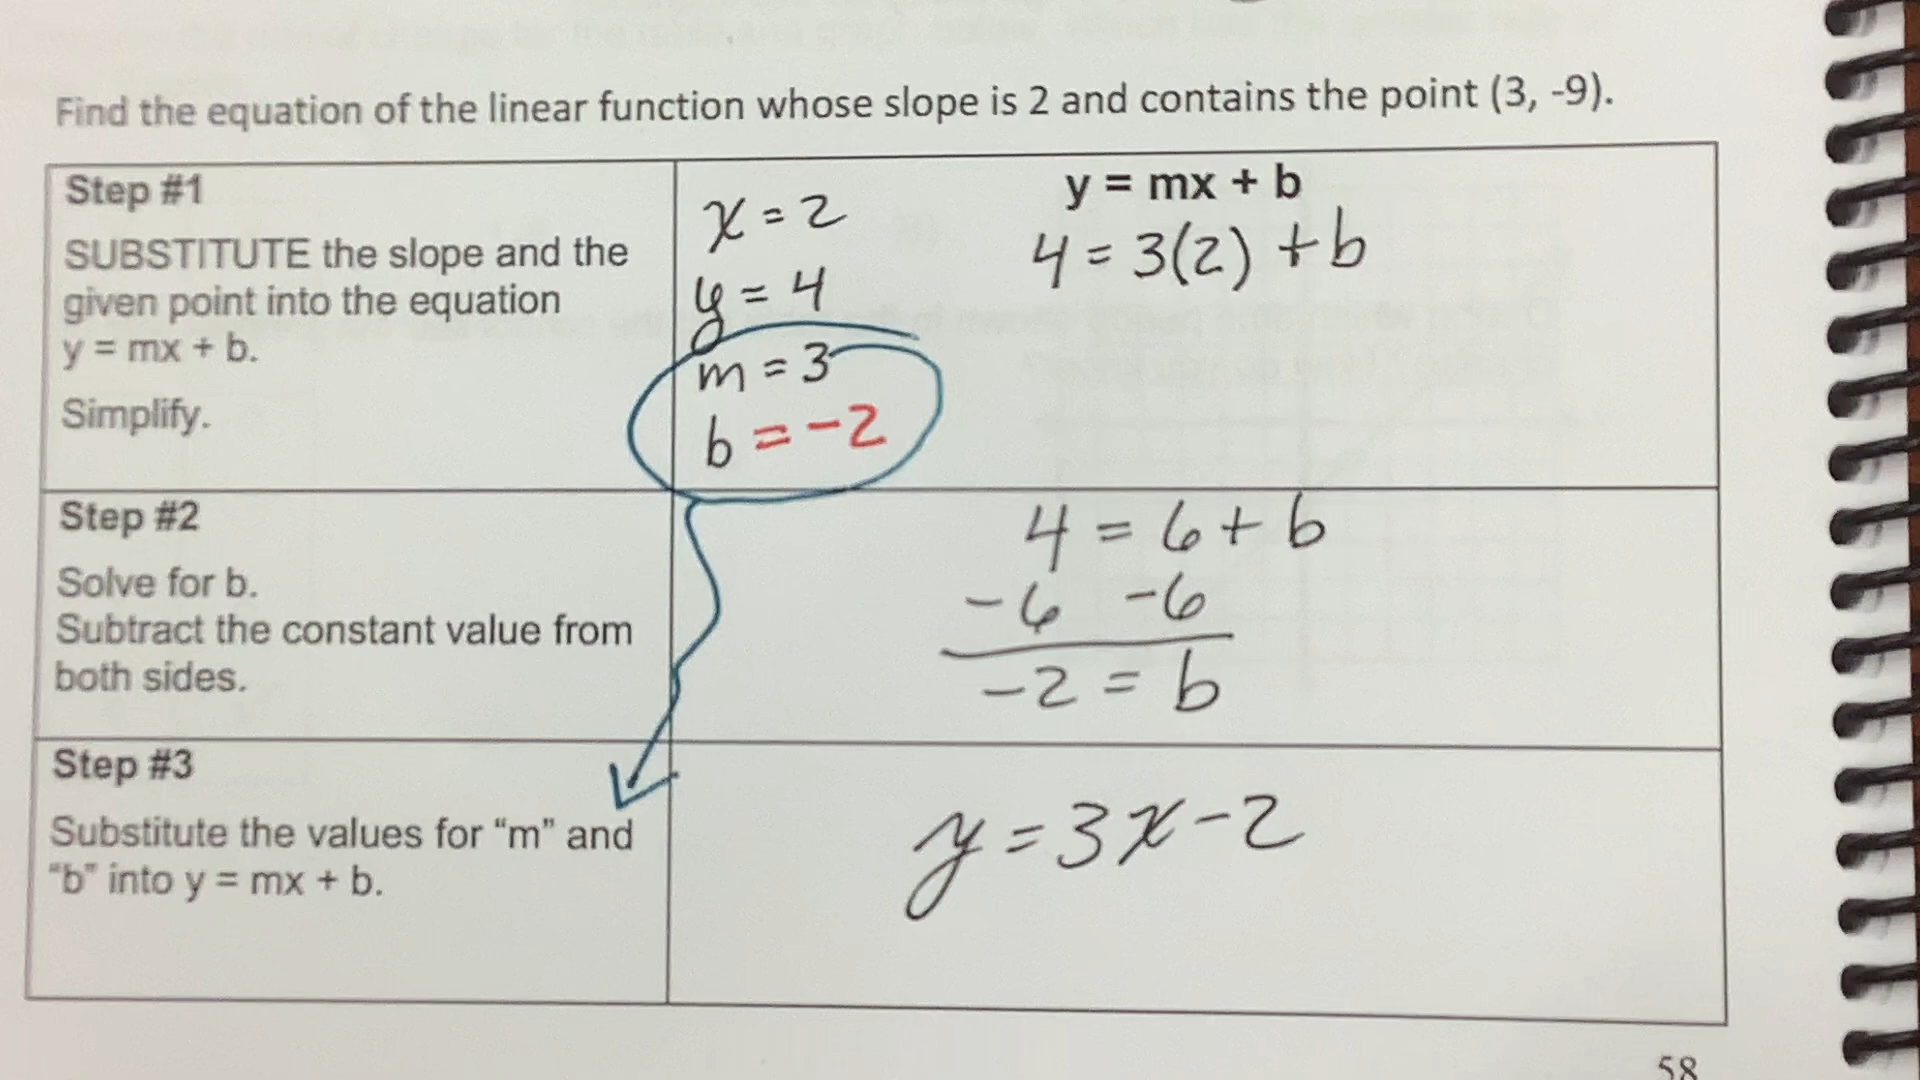 Find the equation of the linear function whose slope is 2 and contains the point (3, -9).
Step #1
SUBSTITUTE the slope and the
given point into the equation
y = mx + b.
Simplify.
x = 2
y = 4
m = 3
b = -2
y = mx + b
4 = 3(2) + b
Step #2
Solve for b.
Subtract the constant value from
both sides.
4 = 6 + b
-6 -6
-2 = b
Step #3
Substitute the values for “m” and
“b” into y = mx + b.
y = 3x - 2
58